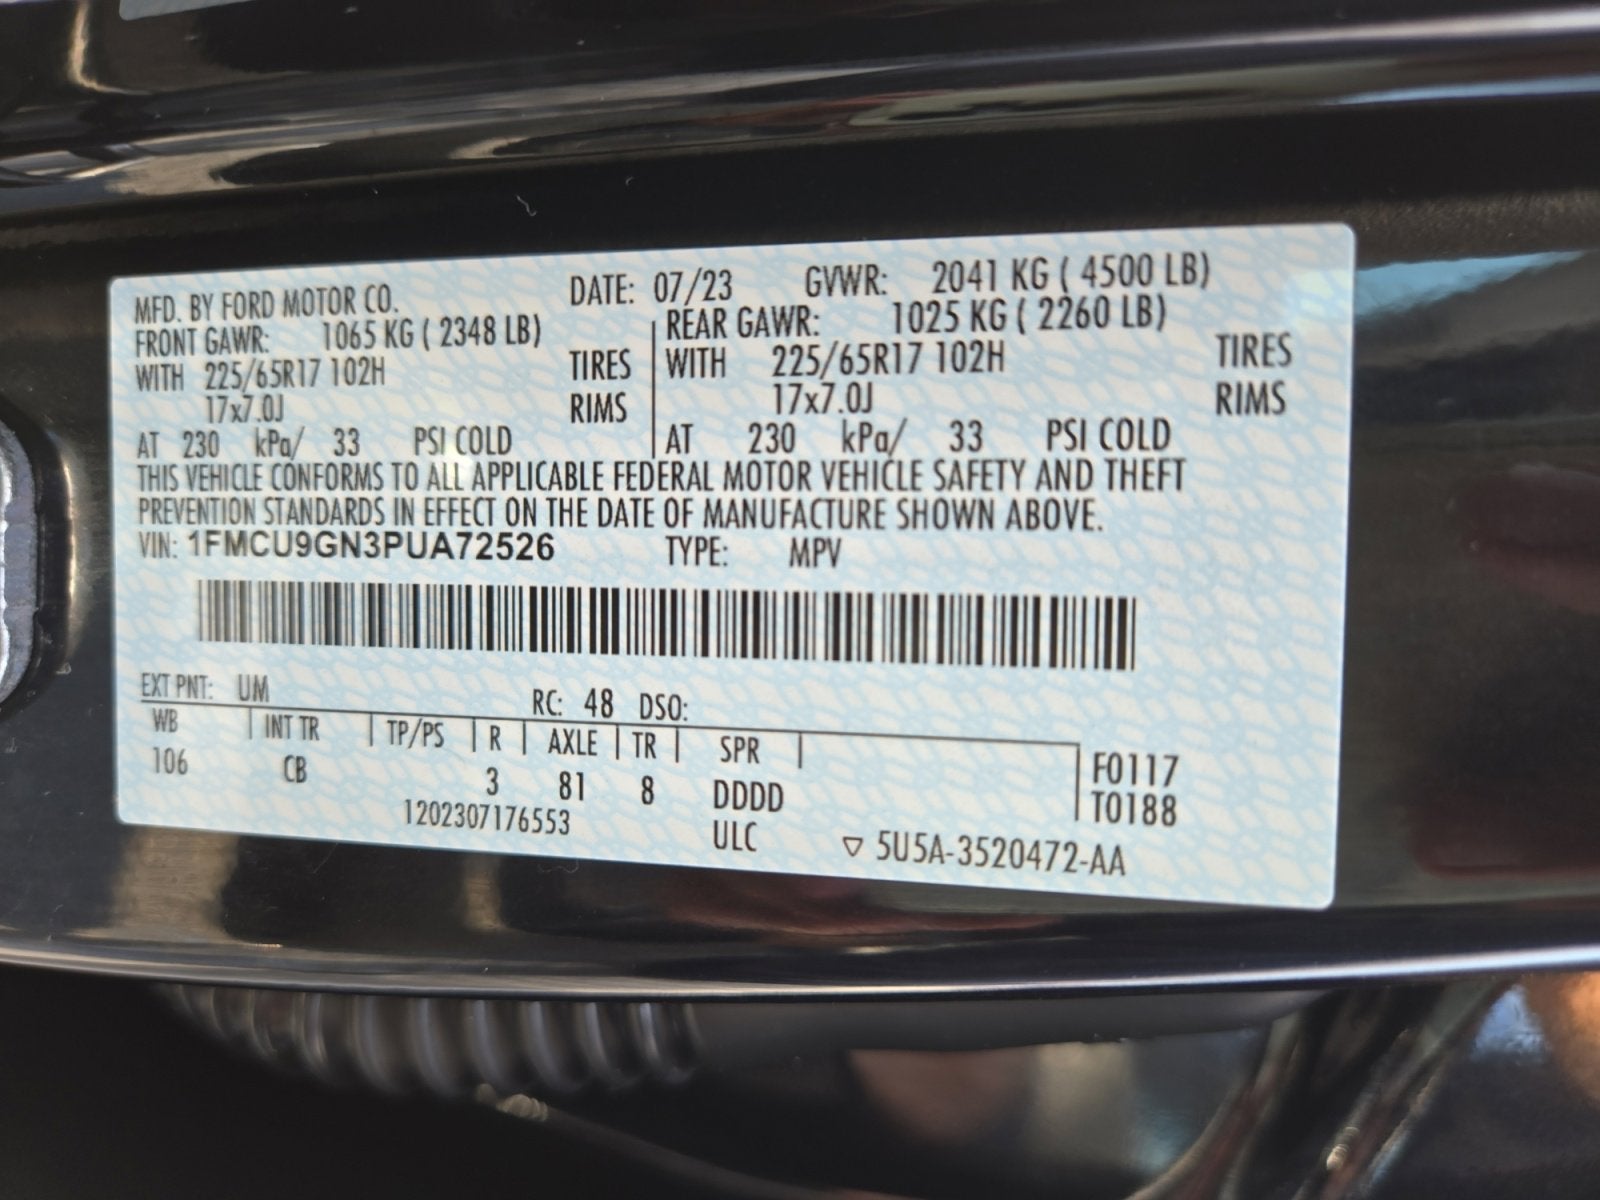 MFD. BY FORD MOTOR CO. DATE: 07/23 GVWR: 2041 KG ( 4500 LB)
FRONT GAWR: 1065 KG ( 2348 LB) REAR GAWR: 1025 KG ( 2260 LB)
WITH 225/65R17 102H TIRES WITH 225/65R17 102H TIRES
17x7.0J RIMS 17x7.0J RIMS
AT 230 kPa/ 33 PSI COLD AT 230 kPa/ 33 PSI COLD
THIS VEHICLE CONFORMS TO ALL APPLICABLE FEDERAL MOTOR VEHICLE SAFETY AND THEFT
PREVENTION STANDARDS IN EFFECT ON THE DATE OF MANUFACTURE SHOWN ABOVE.
VIN: 1FMCU9GN3PUA72526 TYPE: MPV
EXT PNT: UM RC: 48 DSO:
WB INT TR TP/PS R AXLE TR SPR
106 CB 3 81 8 DDDD F0117
1202307176553 ULC T0188
▽ 5U5A-3520472-AA